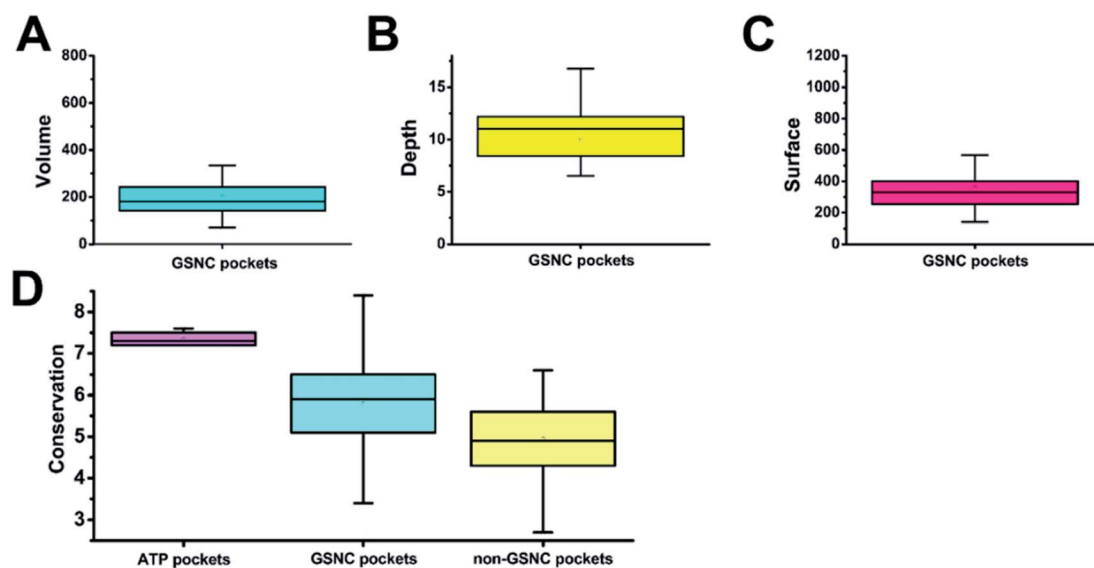 A
Volume
800
600
400
200
0
GSNC pockets
B
Depth
15
10
5
0
GSNC pockets
C
Surface
1200
1000
800
600
400
200
0
GSNC pockets
D
Conservation
8
7
6
5
4
3
ATP pockets
GSNC pockets
non-GSNC pockets